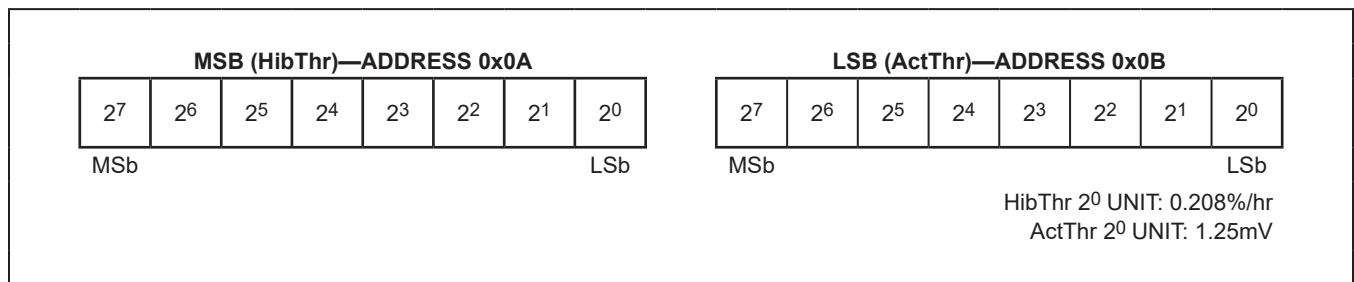 MSB (HibThr)—ADDRESS 0x0A
2⁷ 2⁶ 2⁵ 2⁴ 2³ 2² 2¹ 2⁰
MSb LSb
LSB (ActThr)—ADDRESS 0x0B
2⁷ 2⁶ 2⁵ 2⁴ 2³ 2² 2¹ 2⁰
MSb LSb
HibThr 2⁰ UNIT: 0.208%/hr
ActThr 2⁰ UNIT: 1.25mV